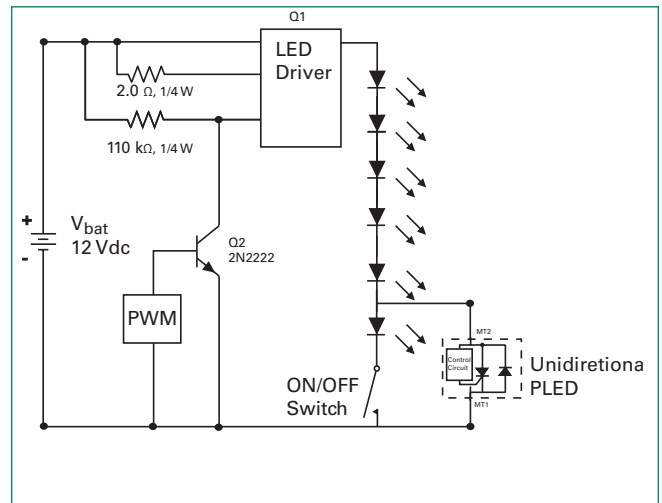 Q1
LED
Driver
2.0 Ω, 1/4 W
110 kΩ, 1/4 W
+
Vbat
12 Vdc
-
Q2
2N2222
PWM
MT2
Control
Circuit
MT1
Unidiretiona
PLED
ON/OFF
Switch